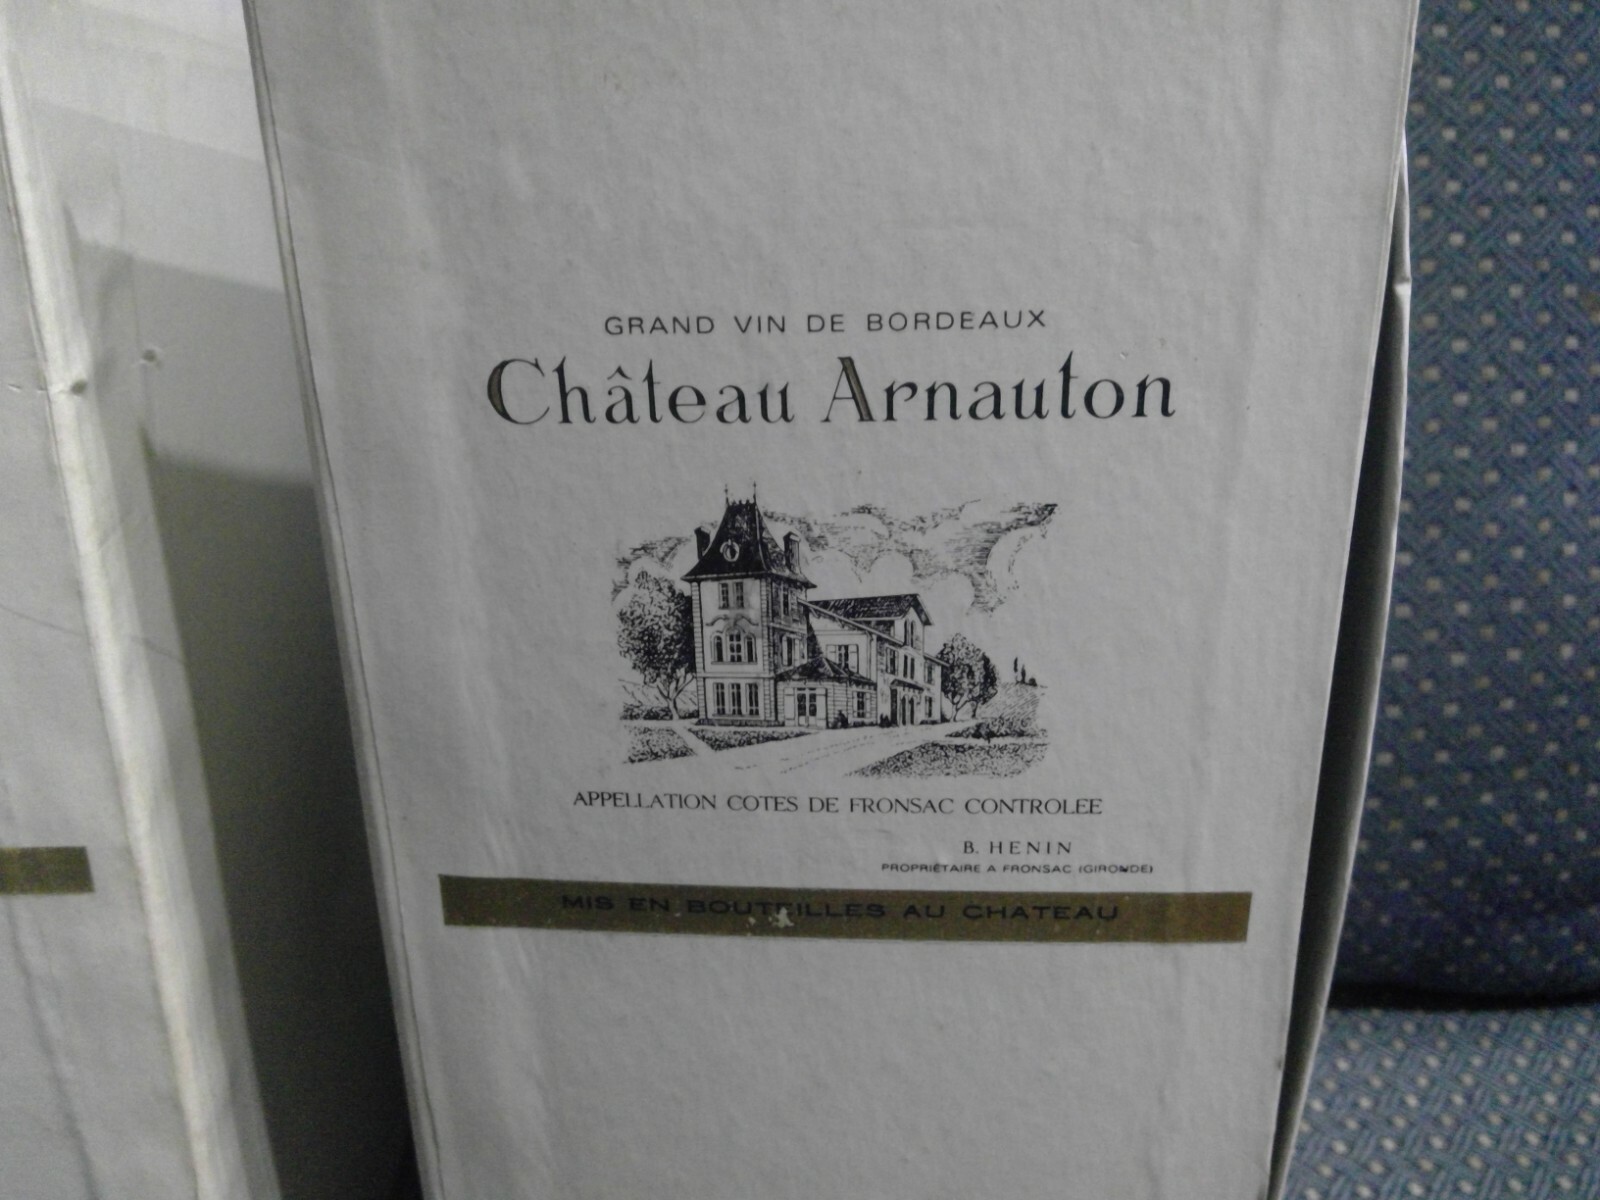 GRAND VIN DE BORDEAUX
Château Arnauton
APPELLATION COTES DE FRONSAC CONTROLEE
B. HENIN
PROPRIÉTAIRE A FRONSAC (GIRONDE)
MIS EN BOUTEILLES AU CHATEAU